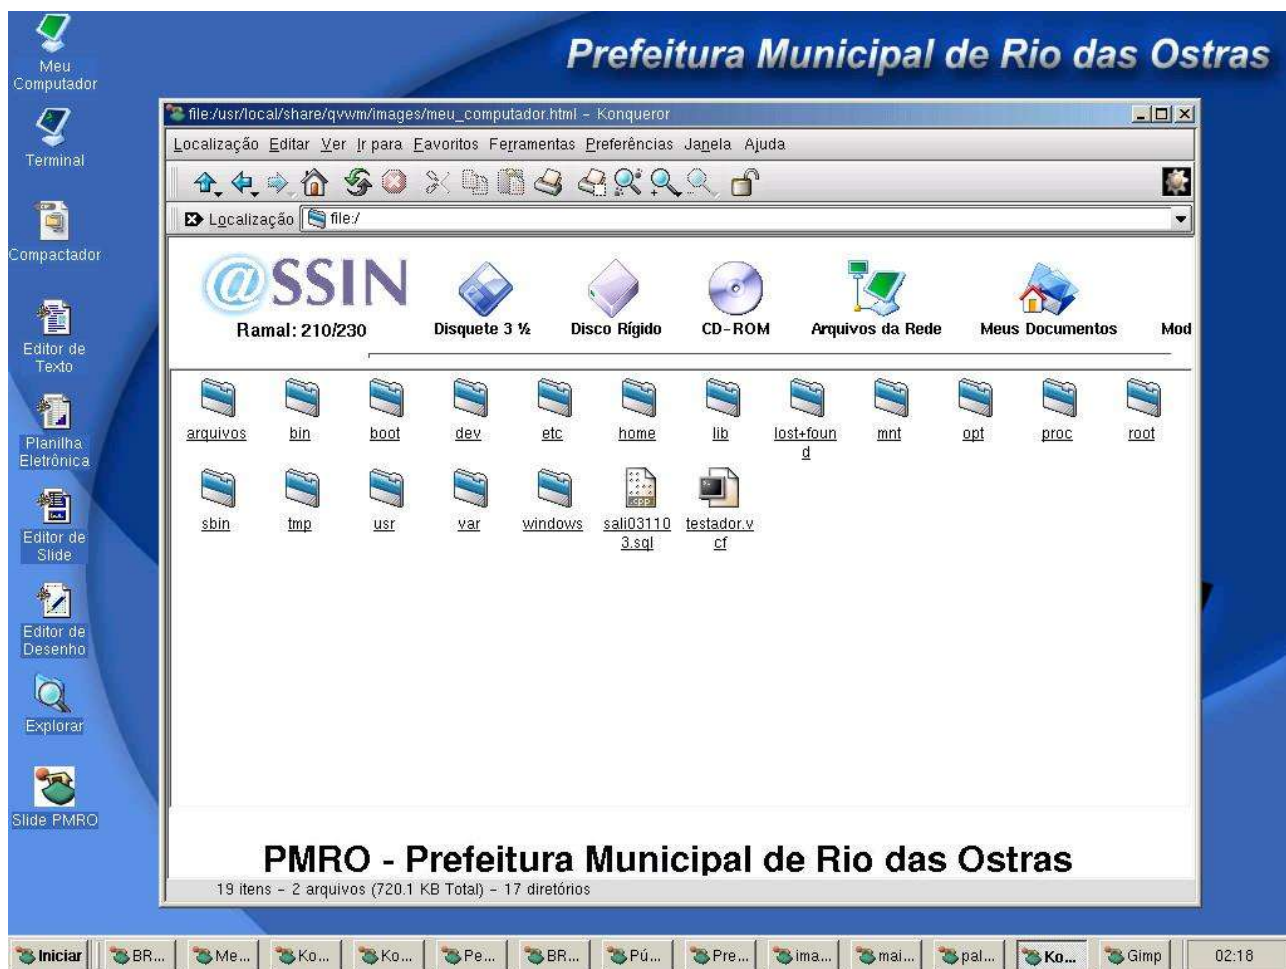 Meu
Computador
Terminal
Compactador
Editor de
Texto
Planilha
Eletrônica
Editor de
Slide
Editor de
Desenho
Explorar
Slide PMRO
Prefeitura Municipal de Rio das Ostras
file:/usr/local/share/qvwm/images/meu_computador.html - Konqueror
Localização Editar Ver Ir para Favoritos Ferramentas Preferências Janela Ajuda
Localização file:/
@SSIN
Ramal: 210/230 Disquete 3 ½ Disco Rígido CD-ROM Arquivos da Rede Meus Documentos Mod
arquivos bin boot dev etc home lib lost+foun
d mnt opt proc root
sbin tmp usr var windows sali03110
3.sql testador.v
cf
.cpp
PMRO - Prefeitura Municipal de Rio das Ostras
19 itens - 2 arquivos (720.1 KB Total) - 17 diretórios
Iniciar BR... Me... Ko... Ko... Pe... BR... Pú... Pre... ima... mai... pal... Ko... Gimp 02:18